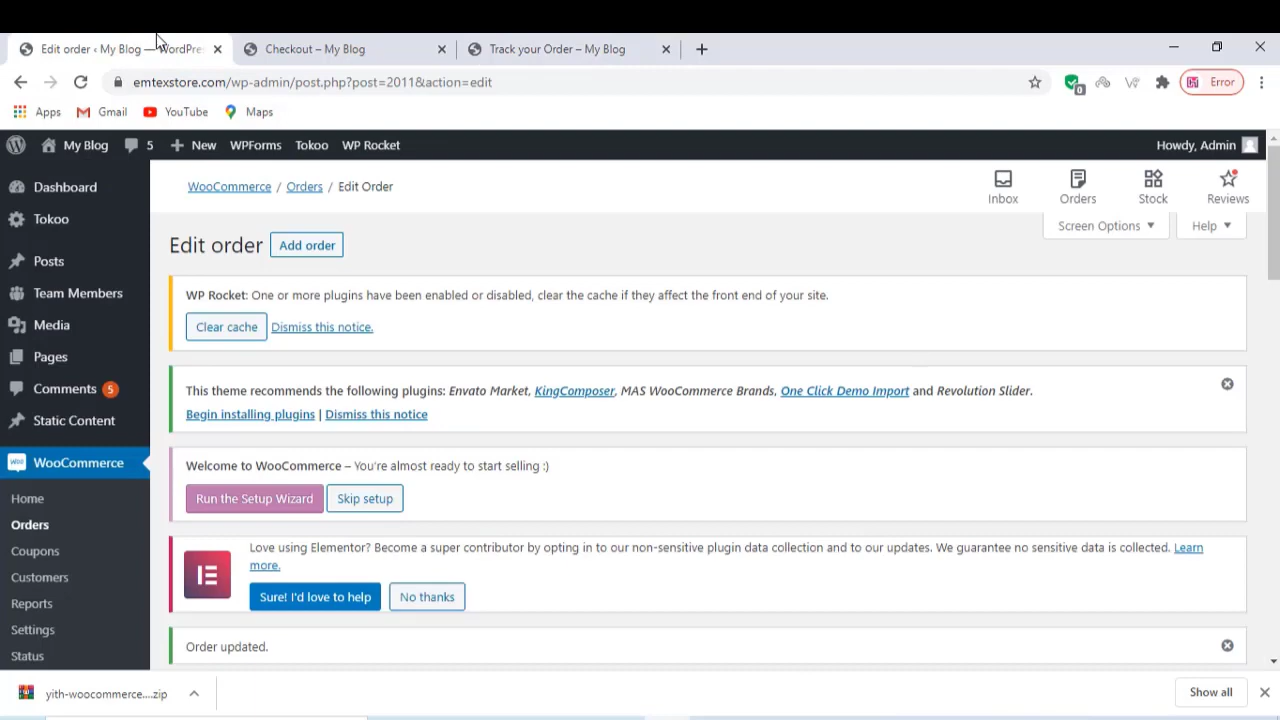 Edit order ‹ My Blog — WordPre
Checkout – My Blog
Track your Order – My Blog
emtexstore.com/wp-admin/post.php?post=2011&action=edit
0
Error
Apps
Gmail
YouTube
Maps
My Blog
5
New
WPForms
Tokoo
WP Rocket
Howdy, Admin
Dashboard
Tokoo
Posts
Team Members
Media
Pages
Comments 5
Static Content
WooCommerce
Home
Orders
Coupons
Customers
Reports
Settings
Status
WooCommerce / Orders / Edit Order
Inbox
Orders
Stock
Reviews
Screen Options
Help
Edit order
Add order
WP Rocket: One or more plugins have been enabled or disabled, clear the cache if they affect the front end of your site.
Clear cache
Dismiss this notice.
This theme recommends the following plugins: Envato Market, KingComposer, MAS WooCommerce Brands, One Click Demo Import and Revolution Slider.
Begin installing plugins | Dismiss this notice
Welcome to WooCommerce – You're almost ready to start selling :)
Run the Setup Wizard
Skip setup
Love using Elementor? Become a super contributor by opting in to our non-sensitive plugin data collection and to our updates. We guarantee no sensitive data is collected. Learn
more.
Sure! I'd love to help
No thanks
Order updated.
yith-woocommerce....zip
Show all